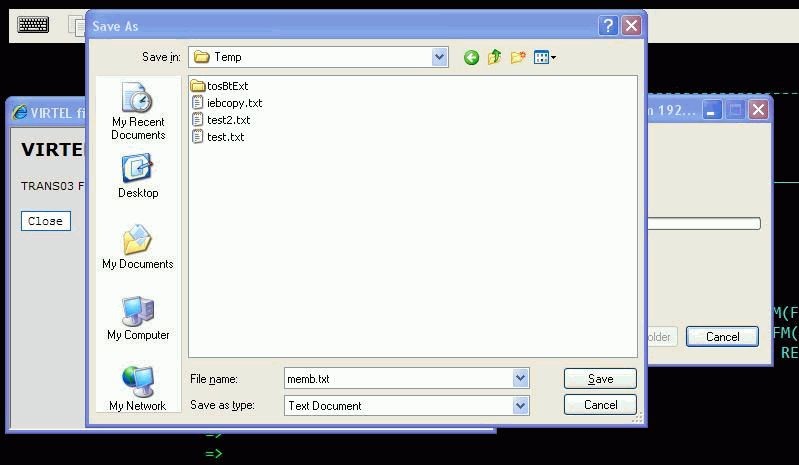 Save As
Save in:
Temp
My Recent
Documents
Desktop
My Documents
My Computer
My Network
tosBtExt
iebcopy.txt
test2.txt
test.txt
File name:
memb.txt
Save
Save as type:
Text Document
Cancel
VIRTEL fi
VIRTEL
TRANS03 F
Close
n 192...
older
Cancel
M(F
FM(
RE
=>
=>